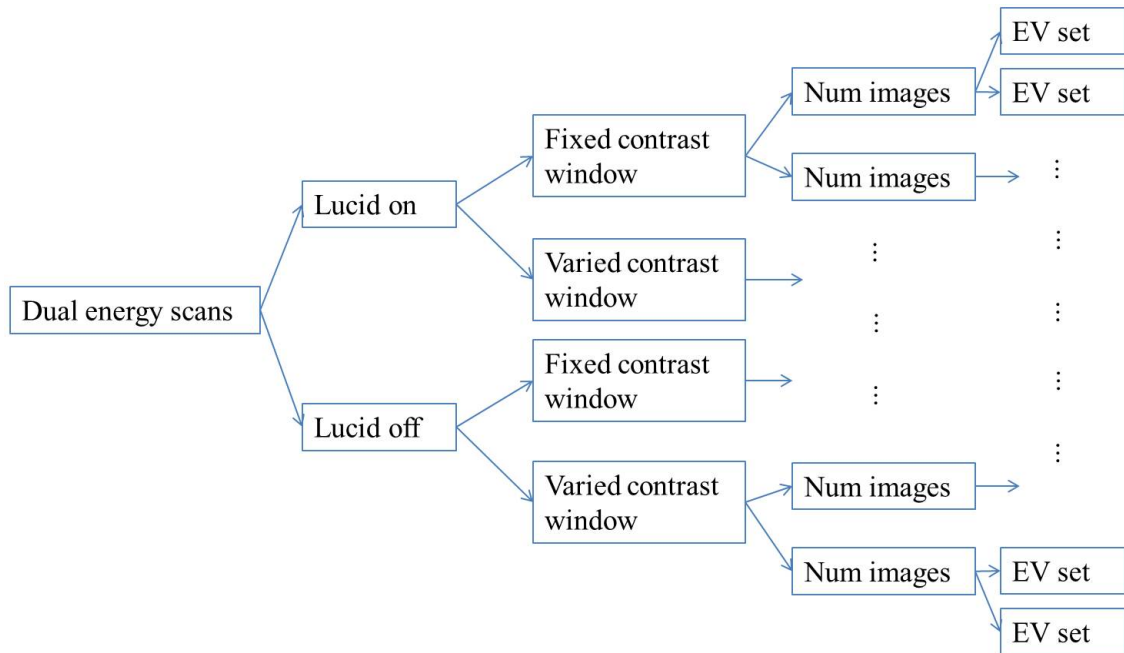 EV set
Num images
EV set
Fixed contrast
window
Num images
⋮
Lucid on
⋮
⋮
Varied contrast
window
Dual energy scans
⋮
⋮
Fixed contrast
window
⋮
⋮
Lucid off
⋮
Varied contrast
window
Num images
Num images
EV set
EV set